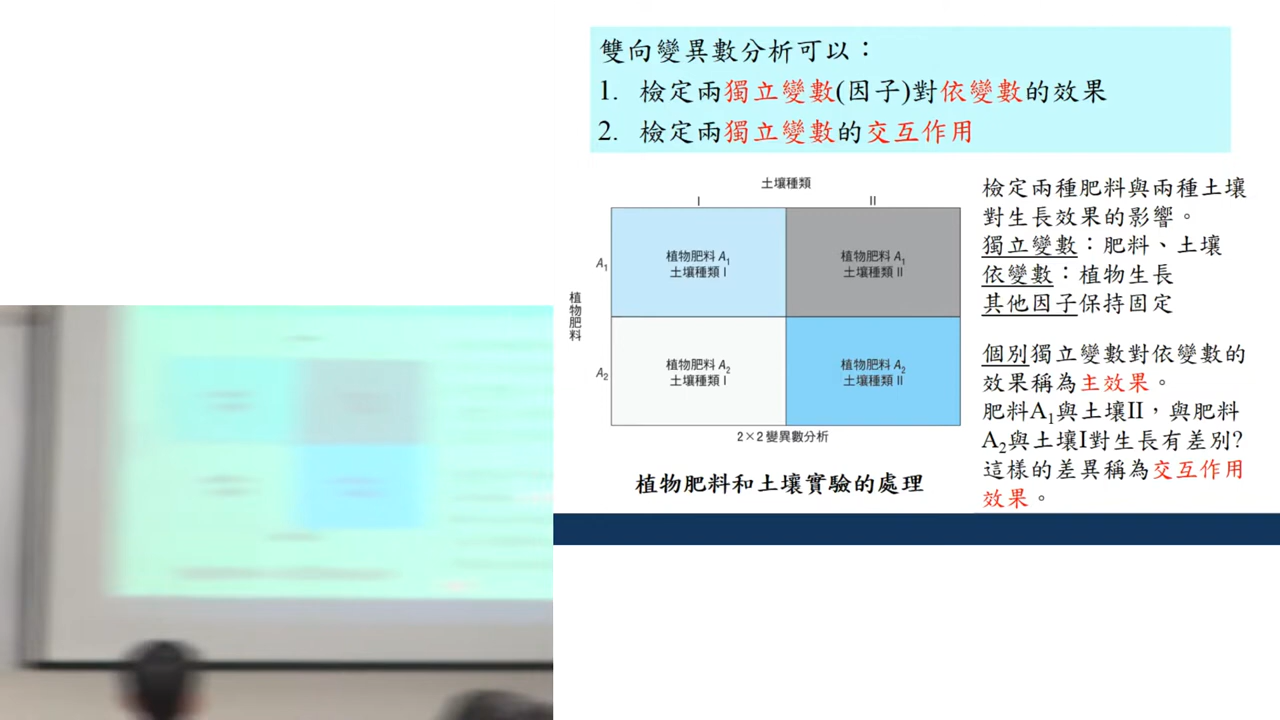 雙向變異數分析可以：
1. 檢定兩獨立變數(因子)對依變數的效果
2. 檢定兩獨立變數的交互作用
土壤種類
I
II
植物肥料
A₁
植物肥料 A₁
土壤種類 I
植物肥料 A₁
土壤種類 II
A₂
植物肥料 A₂
土壤種類 I
植物肥料 A₂
土壤種類 II
2×2 變異數分析
植物肥料和土壤實驗的處理
檢定兩種肥料與兩種土壤
對生長效果的影響。
獨立變數：肥料、土壤
依變數：植物生長
其他因子保持固定
個別獨立變數對依變數的
效果稱為主效果。
肥料A₁與土壤II，與肥料
A₂與土壤I對生長有差別?
這樣的差異稱為交互作用
效果。